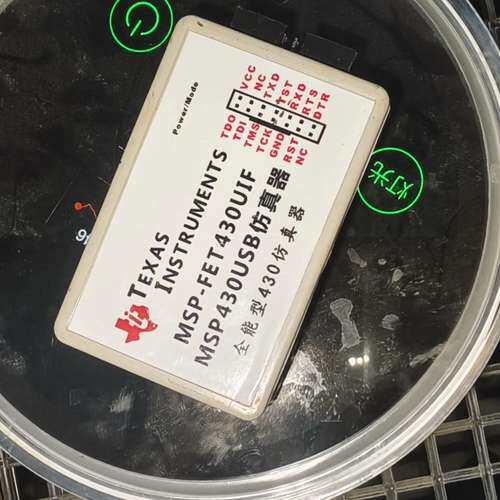 TEXAS
INSTRUMENTS
MSP-FET430UIF
MSP430USB仿真器
全能型430仿真器
Power/Mode
VCC
NC
TXD
TST
RXD
RTS
DTR
TDO
TDI
TMS
TCK
GND
RST
NC
灯光